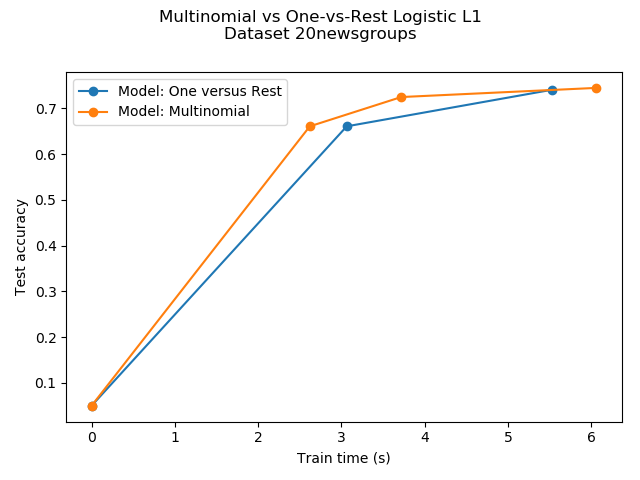 Multinomial vs One-vs-Rest Logistic L1
Dataset 20newsgroups
Model: One versus Rest
Model: Multinomial
Test accuracy
0.7
0.6
0.5
0.4
0.3
0.2
0.1
0 1 2 3 4 5 6
Train time (s)